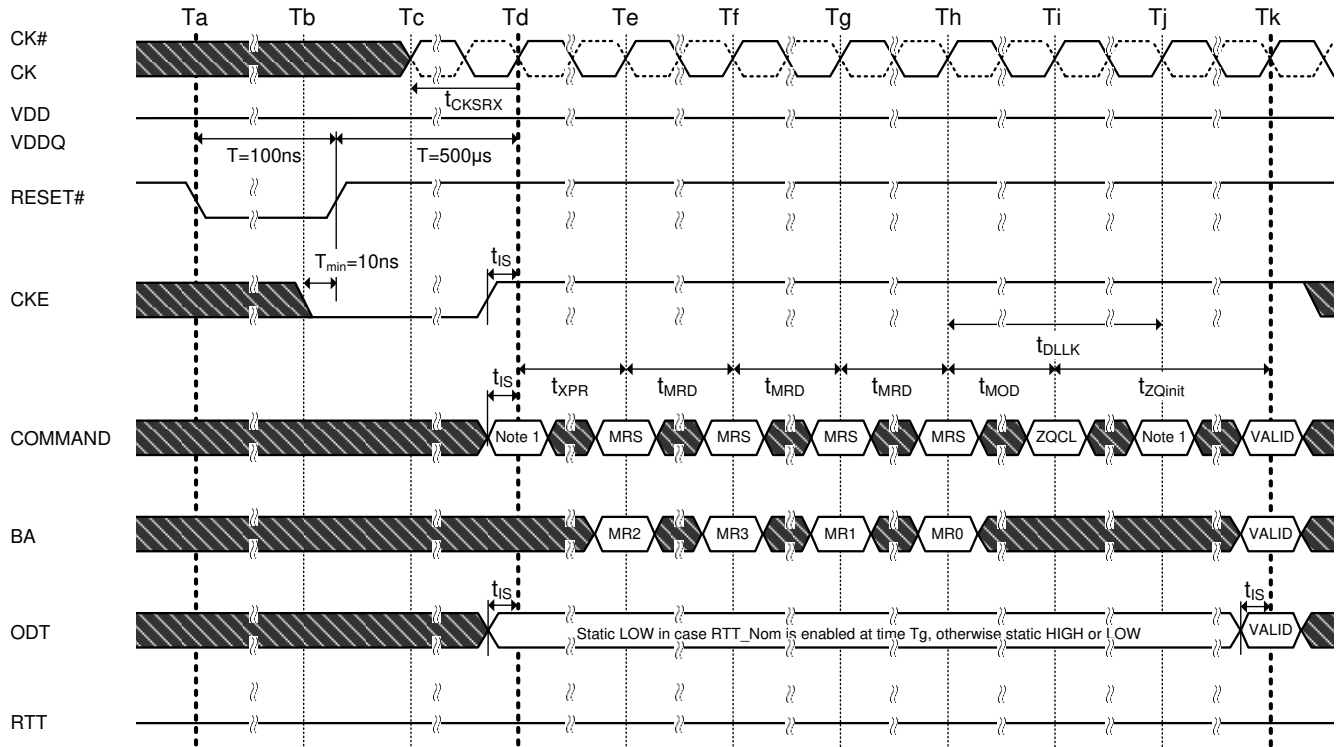 Ta Tb Tc Td Te Tf Tg Th Ti Tj Tk
CK#
CK
tCKSRX
VDD
VDDQ
T=100ns T=500µs
RESET#
Tmin=10ns tIS
CKE
tDLLK
tIS tXPR tMRD tMRD tMRD tMOD tZQinit
COMMAND Note 1 MRS MRS MRS MRS ZQCL Note 1 VALID
BA MR2 MR3 MR1 MR0 VALID
tIS tIS
ODT Static LOW in case RTT_Nom is enabled at time Tg, otherwise static HIGH or LOW VALID
RTT